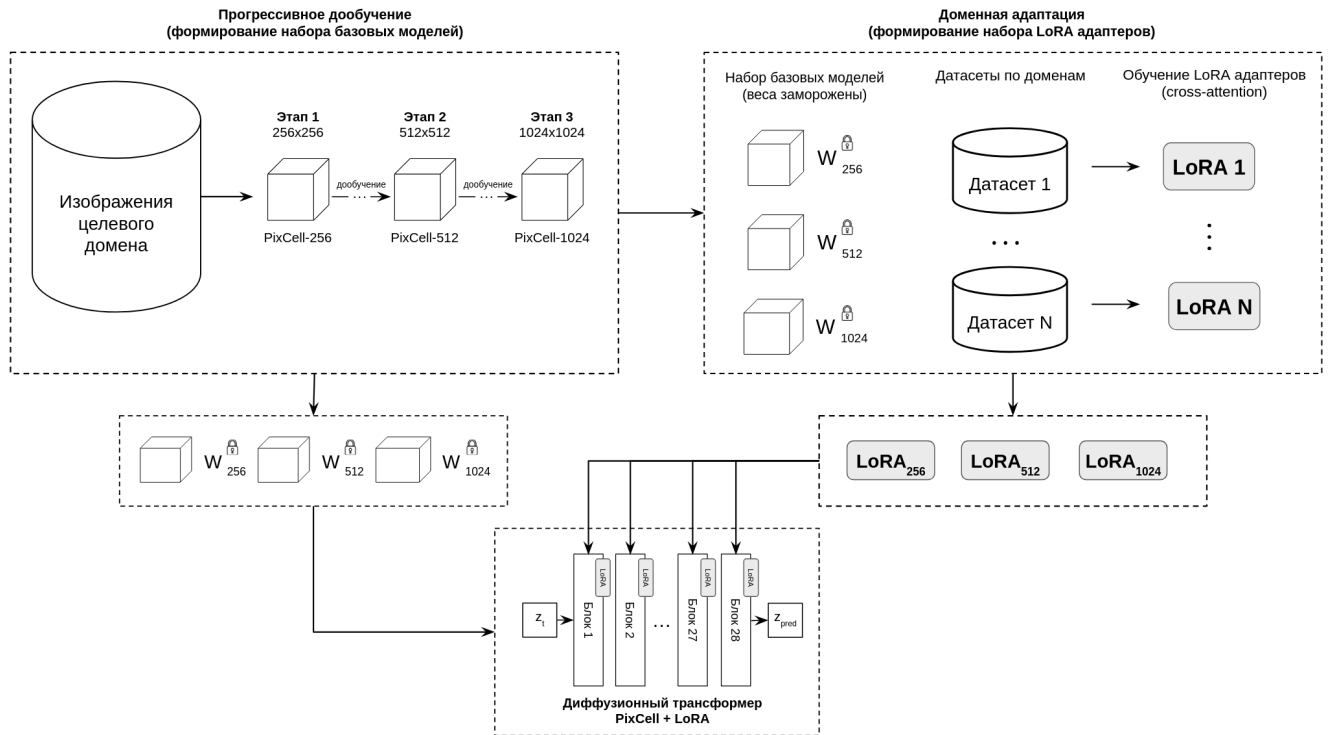 Прогрессивное дообучение
(формирование набора базовых моделей)
Изображения
целевого
домена
Этап 1
256x256
Этап 2
512x512
Этап 3
1024x1024
дообучение
...
дообучение
...
PixCell-256
PixCell-512
PixCell-1024
Доменная адаптация
(формирование набора LoRA адаптеров)
Набор базовых моделей
(веса заморожены)
Датасеты по доменам
Обучение LoRA адаптеров
(cross-attention)
W 256
W 512
W 1024
Датасет 1
...
Датасет N
LoRA 1
LoRA N
W 256
W 512
W 1024
LoRA256
LoRA512
LoRA1024
zt
Блок 1
LoRA
Блок 2
LoRA
...
Блок 27
LoRA
Блок 28
LoRA
zpred
Диффузионный трансформер
PixCell + LoRA